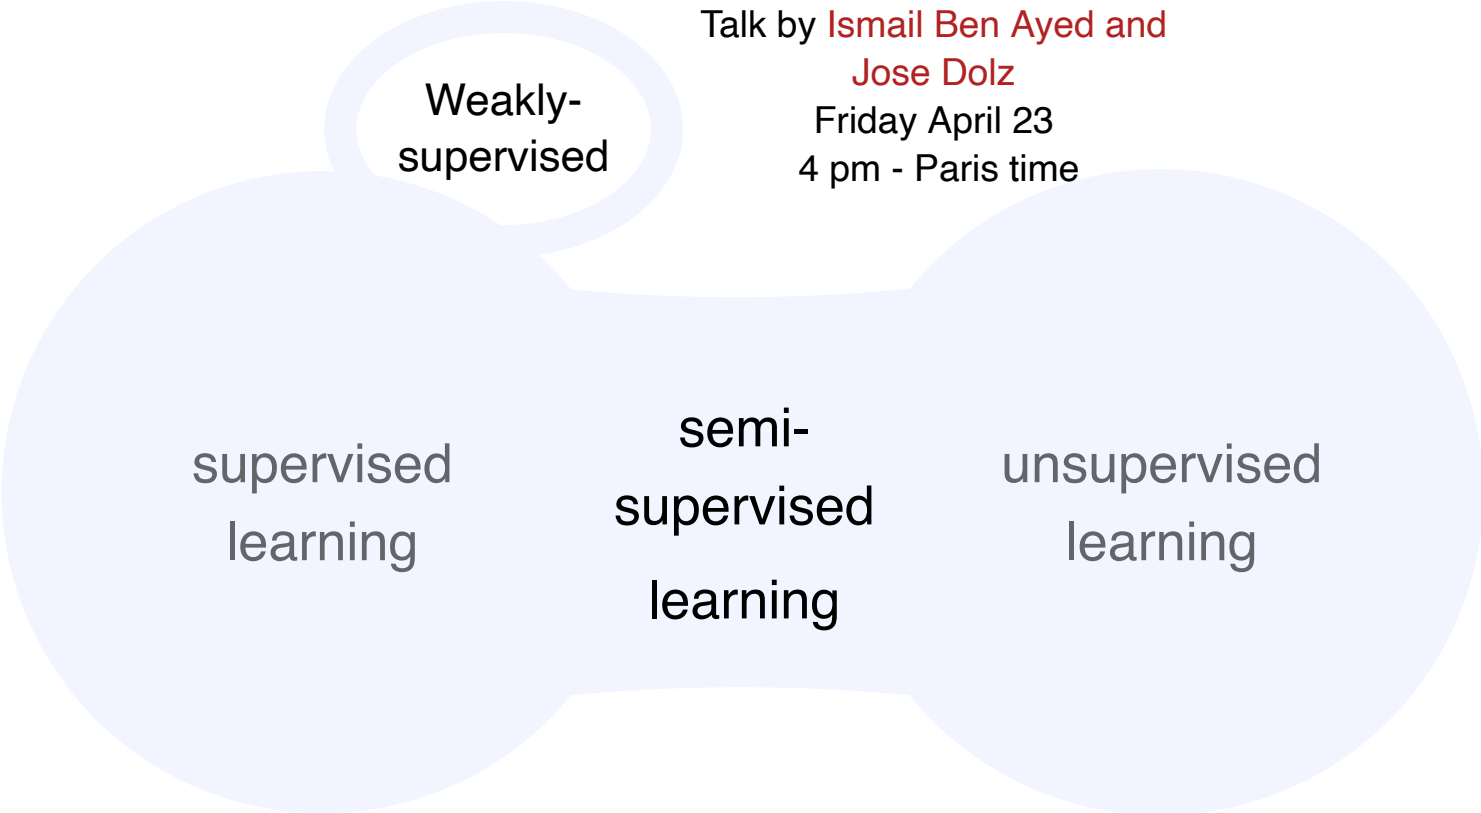 Talk by Ismail Ben Ayed and
Jose Dolz
Friday April 23
4 pm - Paris time
Weakly-
supervised
supervised
learning
semi-
supervised
learning
unsupervised
learning